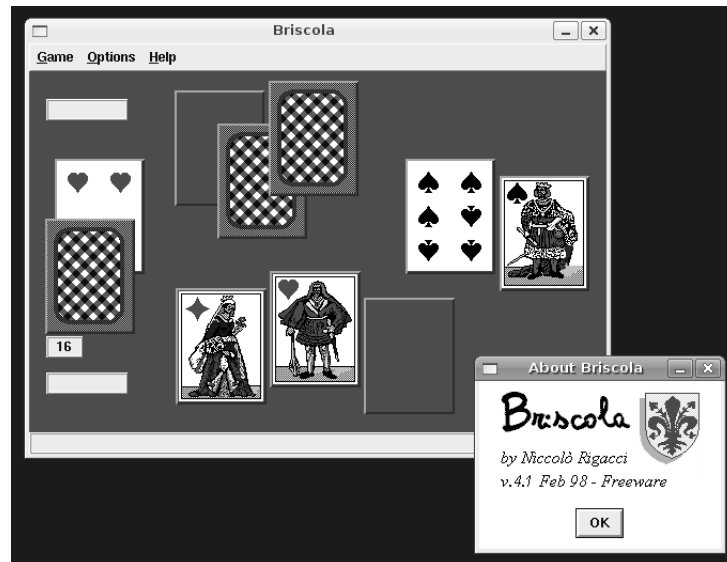 Briscola
Game Options Help
16
About Briscola
Briscola
by Niccolò Rigacci
v.4.1 Feb 98 - Freeware
OK